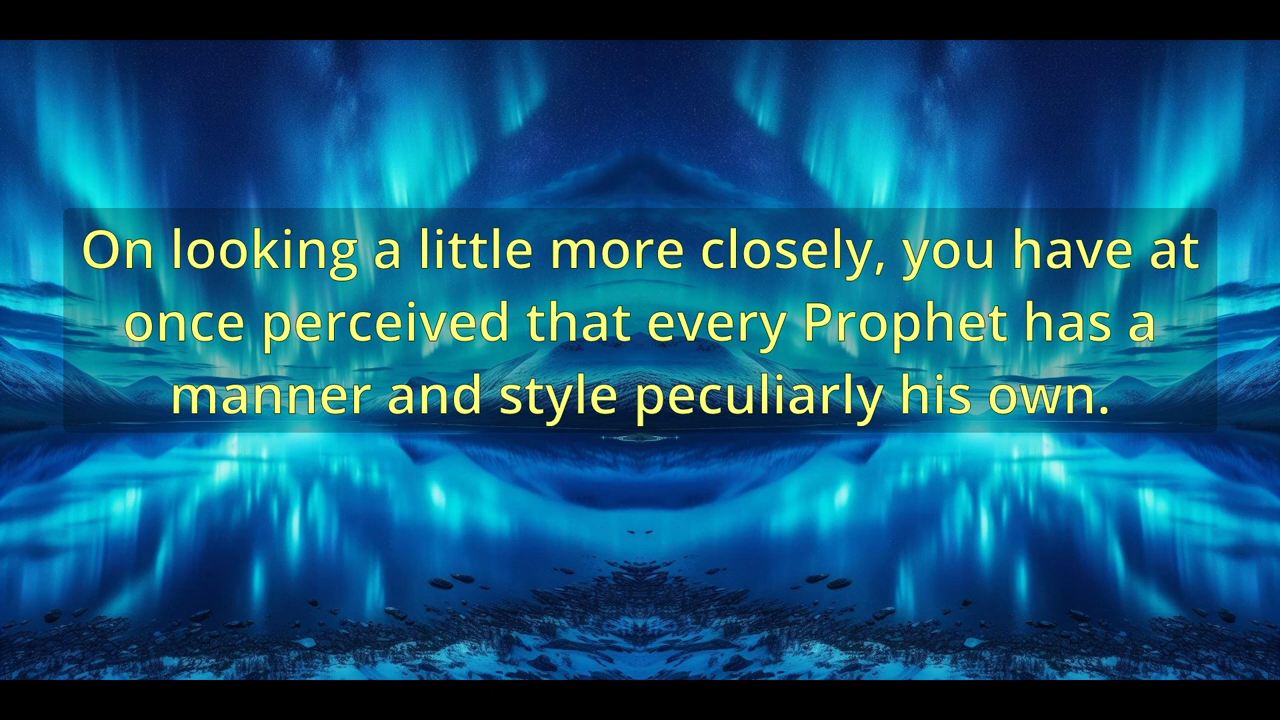 On looking a little more closely, you have at
once perceived that every Prophet has a
manner and style peculiarly his own.